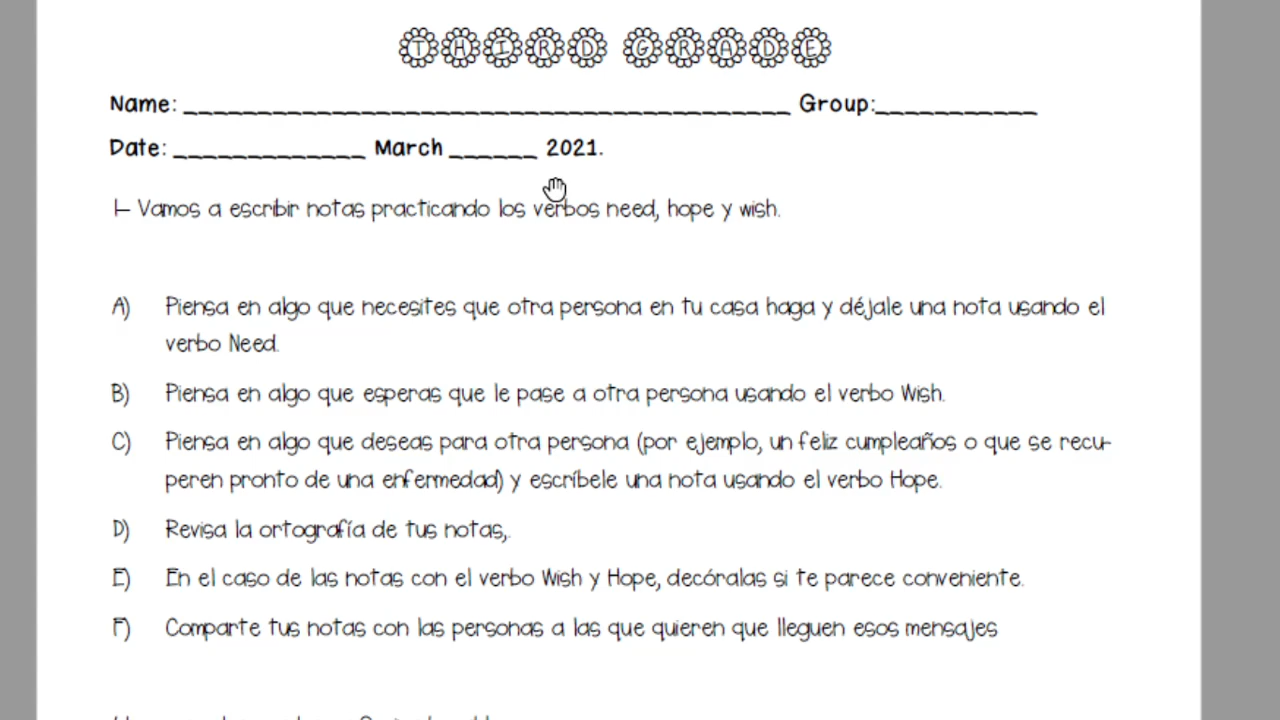 THIRD GRADE
Name: _________________________________________ Group:___________
Date: _____________ March ______ 2021.
1- Vamos a escribir notas practicando los verbos need, hope y wish.
A) Piensa en algo que necesites que otra persona en tu casa haga y déjale una nota usando el
verbo Need.
B) Piensa en algo que esperas que le pase a otra persona usando el verbo Wish.
C) Piensa en algo que deseas para otra persona (por ejemplo, un feliz cumpleaños o que se recu-
peren pronto de una enfermedad) y escríbele una nota usando el verbo Hope.
D) Revisa la ortografía de tus notas,.
E) En el caso de las notas con el verbo Wish y Hope, decóralas si te parece conveniente.
F) Comparte tus notas con las personas a las que quieren que lleguen esos mensajes